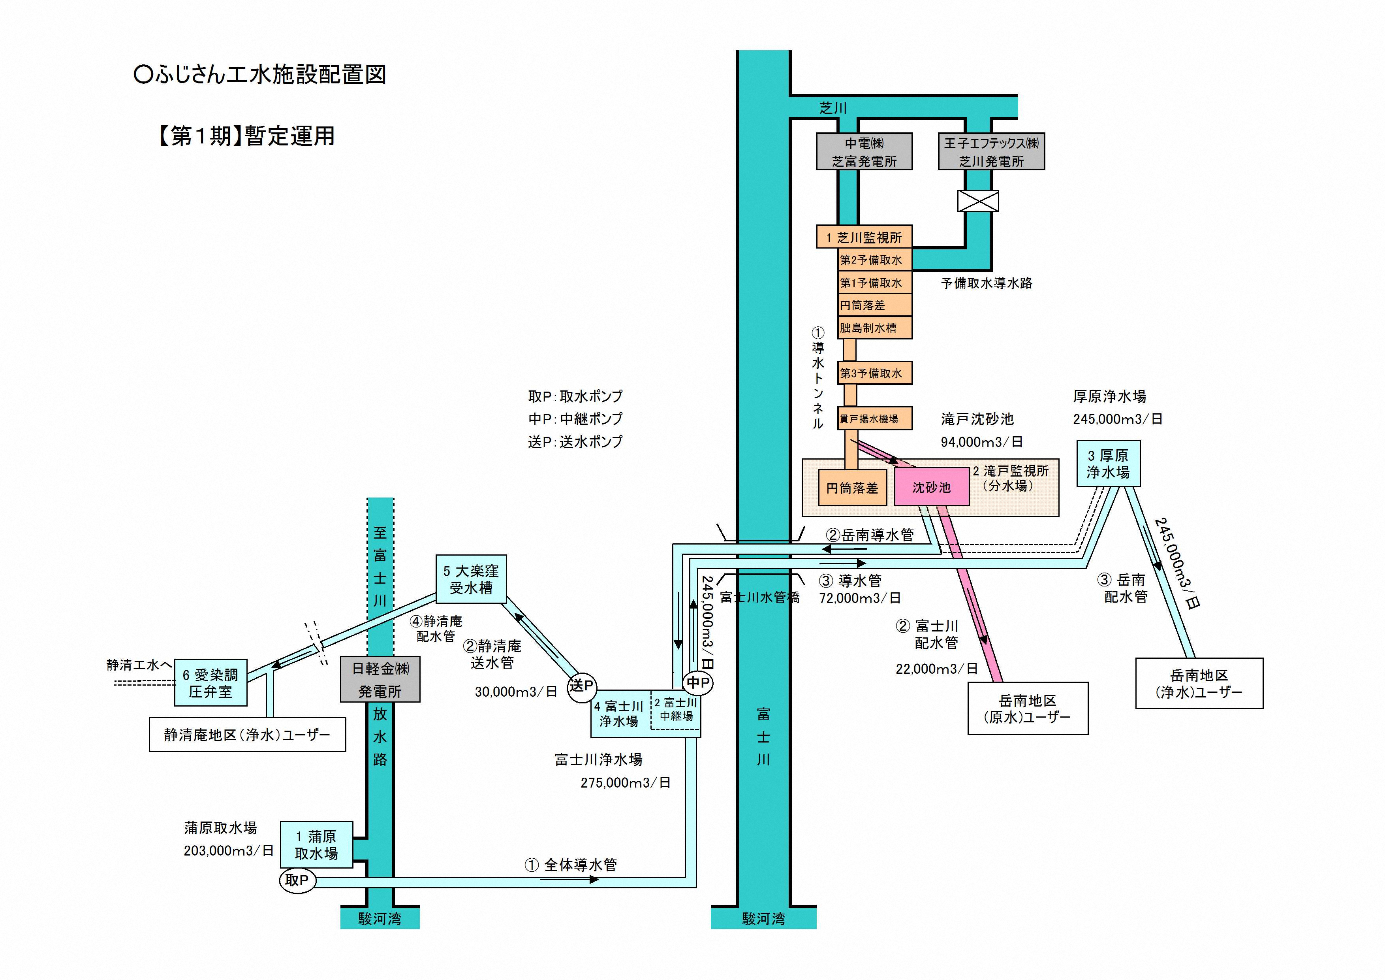 〇ふじさん工水施設配置図
【第１期】暫定運用
芝川
中電㈱
芝富発電所
王子エフテックス㈱
芝川発電所
1 芝川監視所
第2予備取水
第1予備取水
円筒落差
胐島制水槽
予備取水導水路
①導水トンネル
第3予備取水
貫戸揚水機場
取P：取水ポンプ
中P：中継ポンプ
送P：送水ポンプ
滝戸沈砂池
94,000m3/日
厚原浄水場
245,000m3/日
3 厚原
浄水場
2 滝戸監視所
（分水場）
円筒落差
沈砂池
②岳南導水管
③ 導水管
72,000m3/日
富士川水管橋
245,000m3/日
245,000m3/日
③ 岳南
配水管
② 富士川
配水管
22,000m3/日
岳南地区
（原水）ユーザー
岳南地区
（浄水）ユーザー
至富士川
5 大楽窪
受水槽
④静清庵
配水管
②静清庵
送水管
30,000m3/日
静清工水へ
6 愛染調
圧弁室
静清庵地区（浄水）ユーザー
日軽金㈱
発電所
放水路
送P
中P
4 富士川
浄水場
2 富士川
中継場
富士川浄水場
275,000m3/日
富士川
蒲原取水場
203,000m3/日
1 蒲原
取水場
取P
① 全体導水管
駿河湾
駿河湾